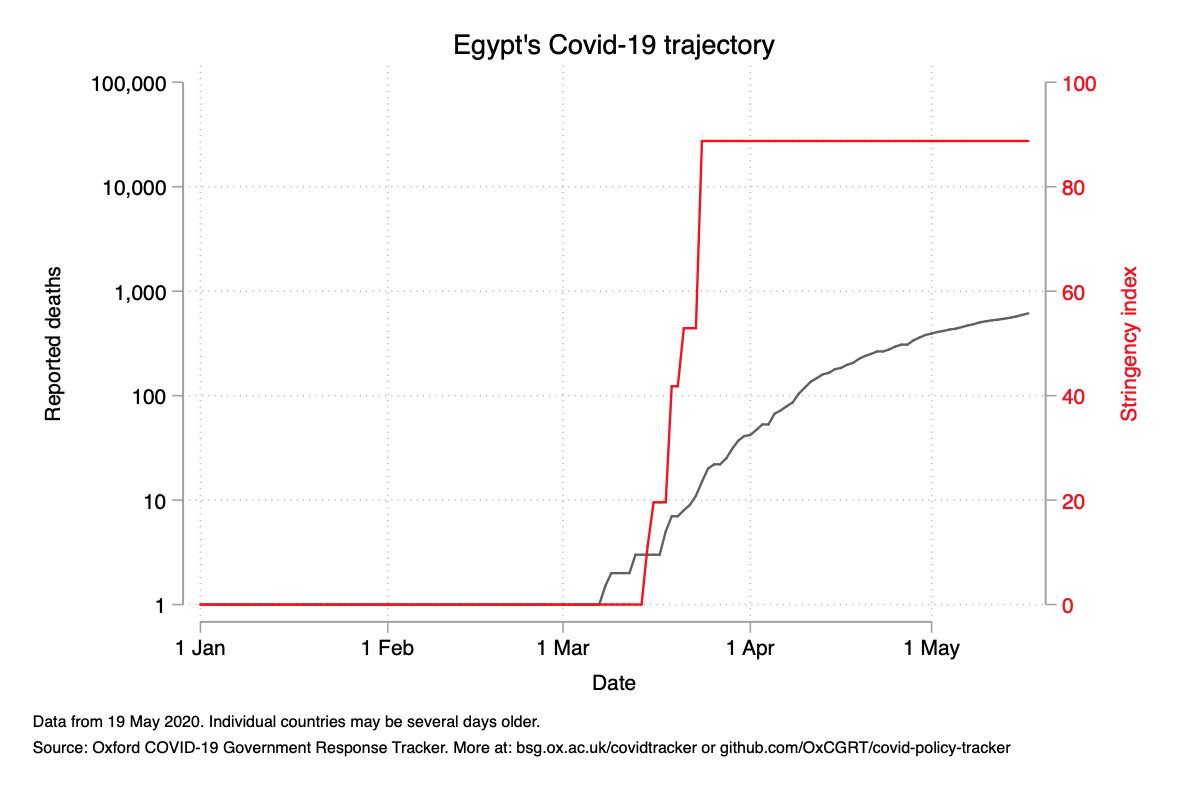 Egypt's Covid-19 trajectory
100,000
10,000
1,000
100
10
1
Reported deaths
100
80
60
40
20
0
Stringency index
1 Jan
1 Feb
1 Mar
1 Apr
1 May
Date
Data from 19 May 2020. Individual countries may be several days older.
Source: Oxford COVID-19 Government Response Tracker. More at: bsg.ox.ac.uk/covidtracker or github.com/OxCGRT/covid-policy-tracker